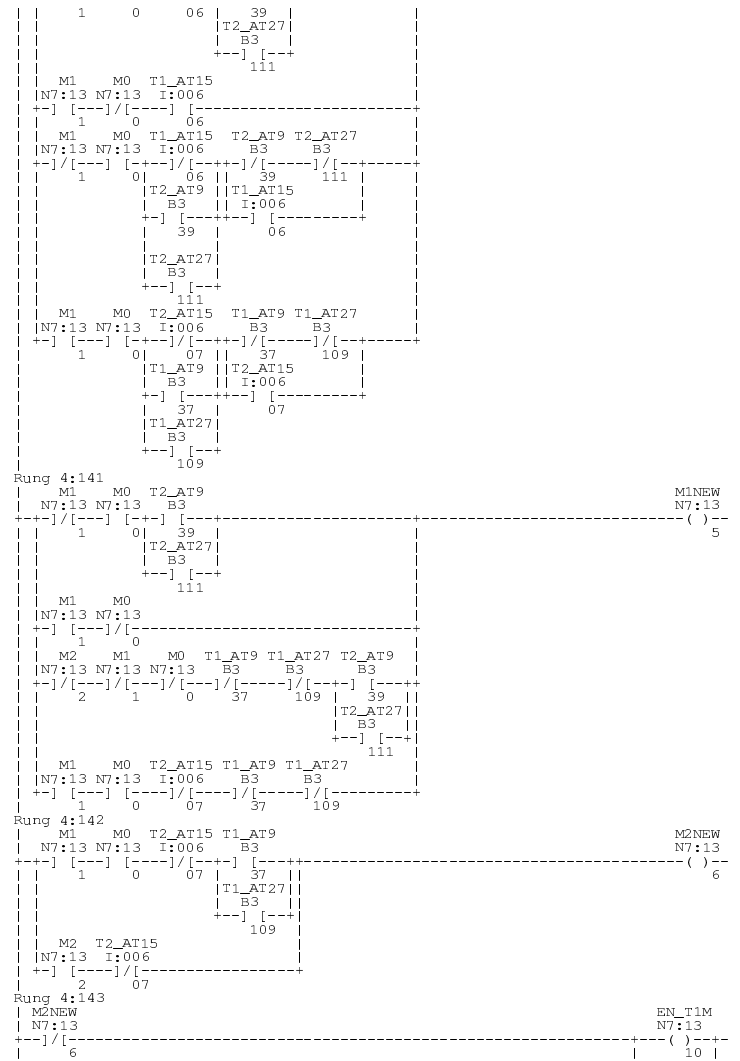 | |     1     0     06 |   39  |             |
| |                    |T2_AT27|             |
| |                    |  B3   |             |
| |                    +--] [--+             |
| |                       111                |
| |  M1    M0  T1_AT15                       |
| |N7:13 N7:13  I:006                        |
| +-] [---]/[----] [-------------------------+
| |   1     0     06                         |
| |  M1    M0  T1_AT15  T2_AT9 T2_AT27       |
| |N7:13 N7:13  I:006     B3     B3          |
| +-]/[---] [-+--]/[--++--]/[-----]/[--+-----+
| |   1     0|    06 | |  39     111   |     |
| |          |T2_AT9 | |T1_AT15        |     |
| |          |  B3   | | I:006         |     |
| |          +-] [---++--] [----------+     |
| |          |  39   |    06                |
| |          |T2_AT27|                      |
| |          |  B3   |                      |
| |          +--] [--+                      |
| |             111                         |
| |  M1    M0  T2_AT15  T1_AT9 T1_AT27       |
| |N7:13 N7:13  I:006     B3     B3          |
| +-] [---] [-+--]/[--++--]/[-----]/[--+-----+
|     1     0|    07 | |  37     109   |
|            |T1_AT9 | |T2_AT15        |
|            |  B3   | | I:006         |
|            +-] [---++--] [----------+
|            |  37   |    07
|            |T1_AT27|
|            |  B3   |
|            +--] [--+
|               109
Rung 4:141
|    M1    M0  T2_AT9                                                      M1NEW
|  N7:13 N7:13   B3                                                        N7:13
+-+-]/[---] [-+-] [---+----------------------+----------------------------( )--
| |   1     0|  39   |                       |                               5
| |          |T2_AT27|                       |
| |          |  B3   |                       |
| |          +--] [--+                       |
| |             111                          |
| |  M1    M0                                |
| |N7:13 N7:13                               |
| +-] [---]/[--------------------------------+
| |   1     0                                |
| |  M2    M1    M0  T1_AT9 T1_AT27 T2_AT9   |
| |N7:13 N7:13 N7:13   B3     B3      B3     |
| +-]/[---]/[---]/[---]/[-----]/[--+--] [---++
| |   2     1     0    37     109  |  39   ||
| |                                |T2_AT27||
| |                                |  B3   ||
| |                                +--] [--+|
| |                                   111   |
| |  M1    M0  T2_AT15 T1_AT9 T1_AT27        |
| |N7:13 N7:13  I:006    B3     B3           |
| +-] [---] [----]/[----]/[-----]/[----------+
|     1     0     07    37     109
Rung 4:142
|    M1    M0  T2_AT15 T1_AT9                                              M2NEW
|  N7:13 N7:13  I:006    B3                                                N7:13
+-+-] [---] [----]/[--+-] [---++------------------------------------------( )--
| |   1     0     07 |  37   ||                                              6
| |                  |T1_AT27||
| |                  |  B3   ||
| |                  +--] [--+|
| |                     109   |
| |  M2  T2_AT15              |
| |N7:13  I:006               |
| +-] [----]/[----------------+
|     2     07
Rung 4:143
| M2NEW                                                                  EN_T1M
| N7:13                                                                   N7:13
+--]/[---------------------------------------------------------------+---( )--+-
|    6                                                               |     10 |